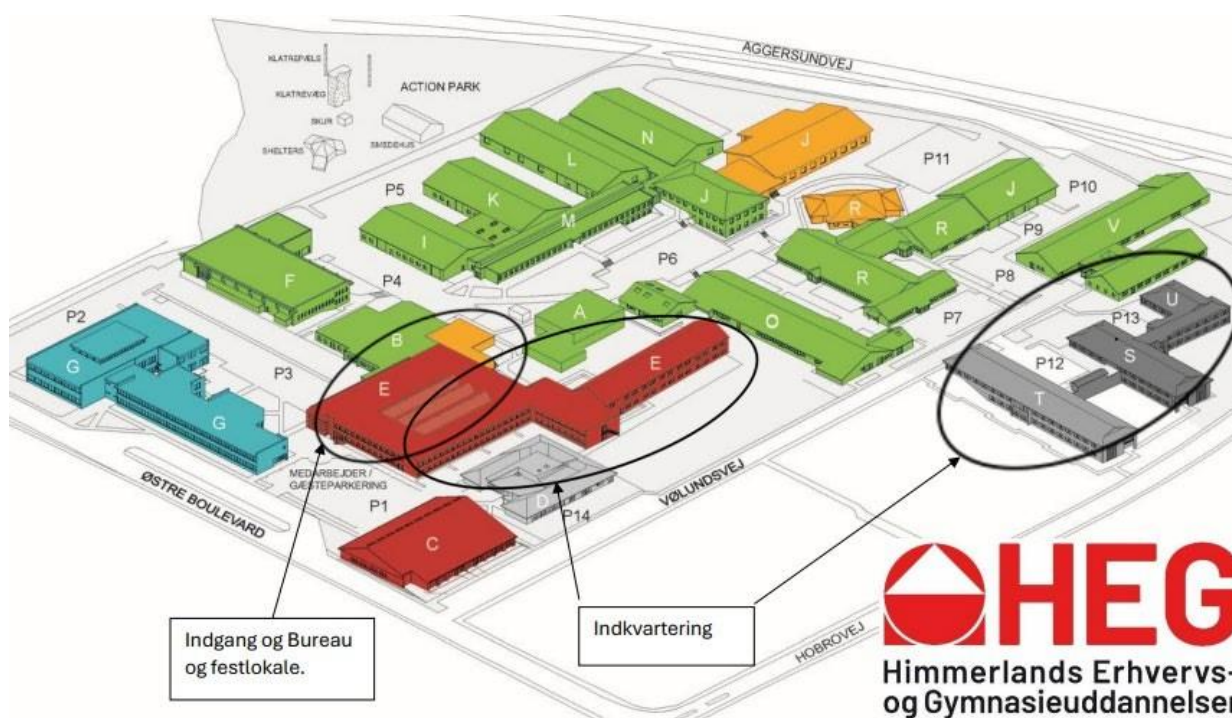 AGGERSUNDVEJ
KLATREPÆLS
ACTION PARK
KLATREVÆG
SKUR
SHELTERS
SMEDEHUS
N
J
L
P11
P5
K
J
J
P10
R
M
I
R
P9
V
P6
P8
F
P4
R
U
A
P2
B
O
P7
P13
S
G
P3
E
E
P12
T
G
MEDARBEJDER /
GÆSTEPARKERING
ØSTRE BOULEVARD
P1
D
P14
VØLUNDSVEJ
C
Indgang og Bureau
og festlokale.
Indkvartering
HOBROVEJ
HEG
Himmerlands Erhvervs-
og Gymnasieuddannelser